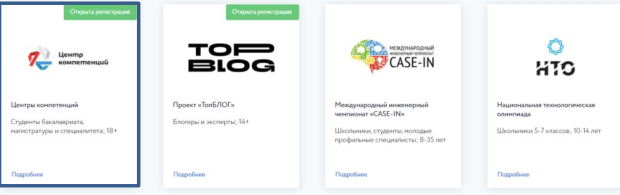 Открыта регистрация
Центр
компетенций
Центры компетенций
Студенты бакалавриата,
магистратуры и специалитета; 18+
Подробнее
Открыта регистрация
TOP
BLOG
Проект «ТопБЛОГ»
Блогеры и эксперты; 14+
Подробнее
МЕЖДУНАРОДНЫЙ
ИНЖЕНЕРНЫЙ ЧЕМПИОНАТ
CASE-IN
Международный инженерный
чемпионат «CASE-IN»
Школьники, студенты, молодые
профильные специалисты; 8-35 лет
Подробнее
НТО
Национальная технологическая
олимпиада
Школьники 5-7 классов; 10-14 лет
Подробнее